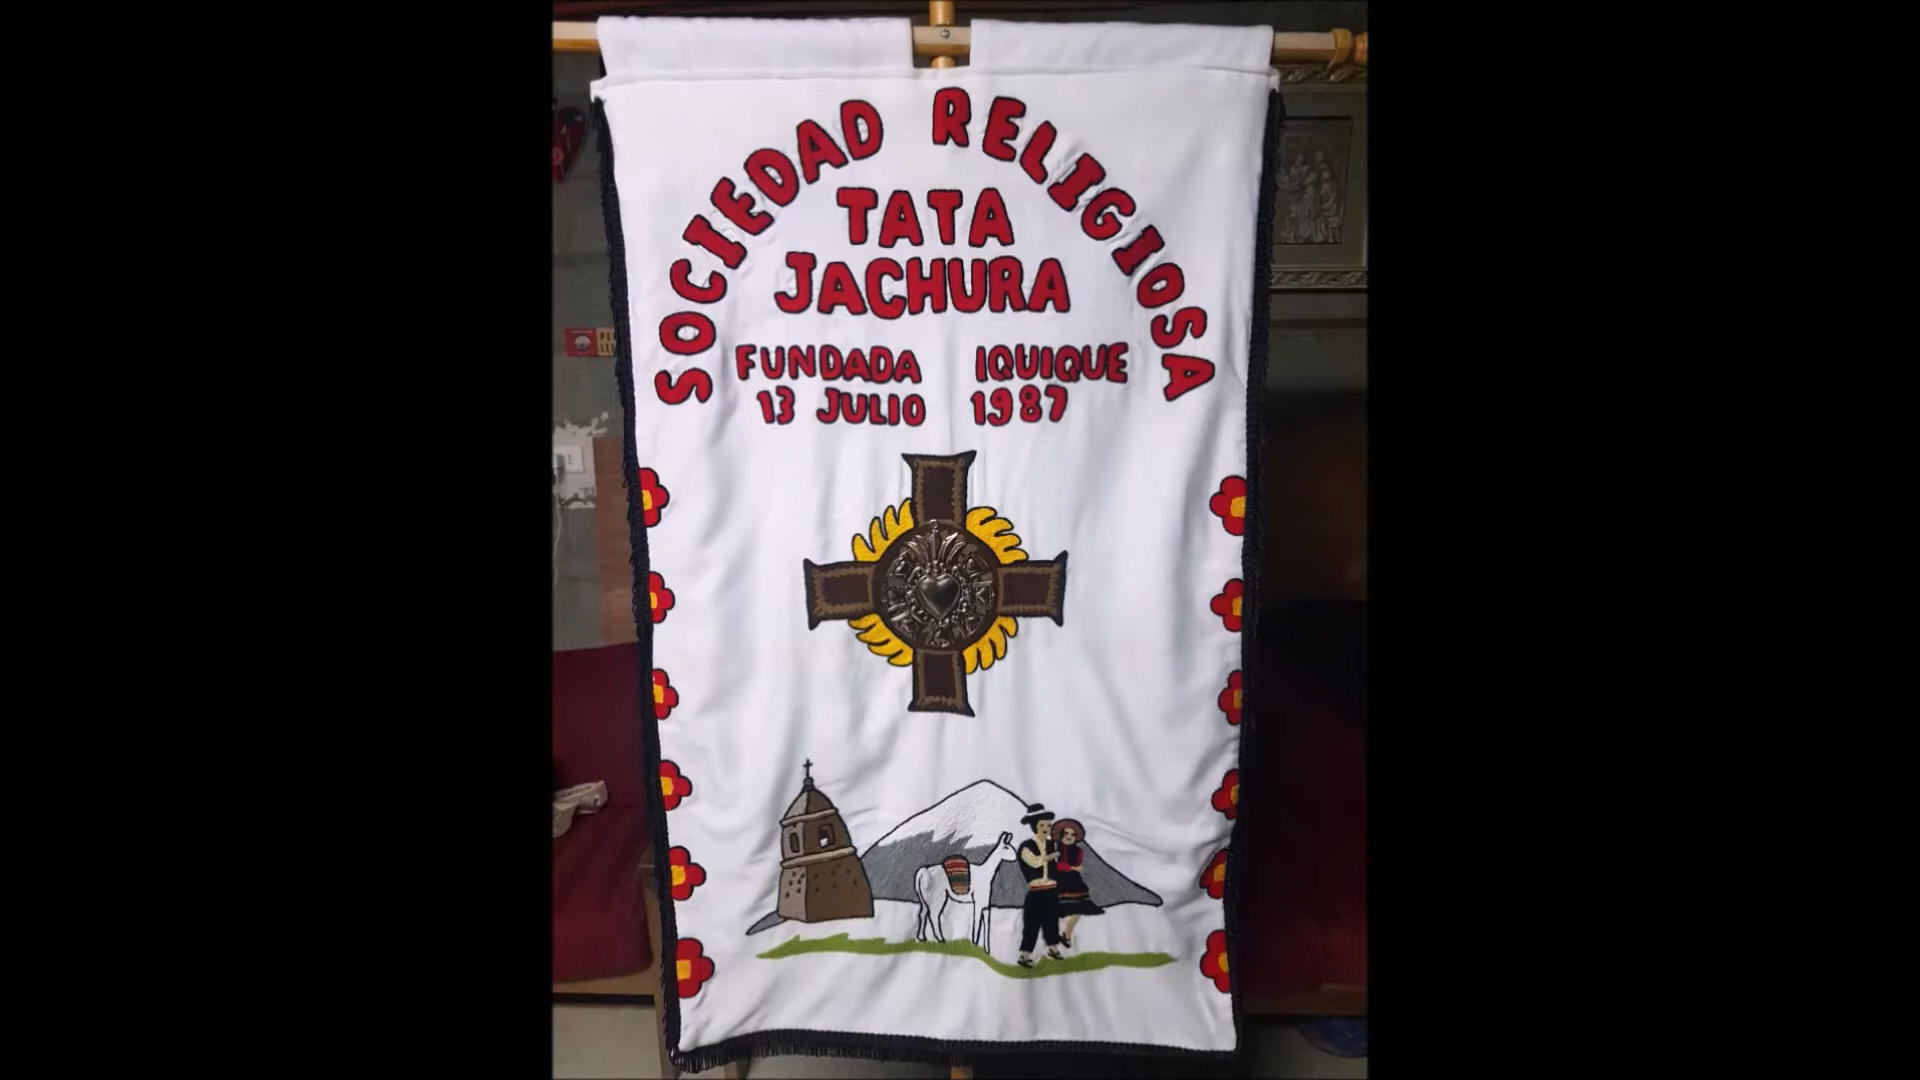 SOCIEDAD RELIGIOSA
TATA
JACHURA
FUNDADA IQUIQUE
13 JULIO 1987